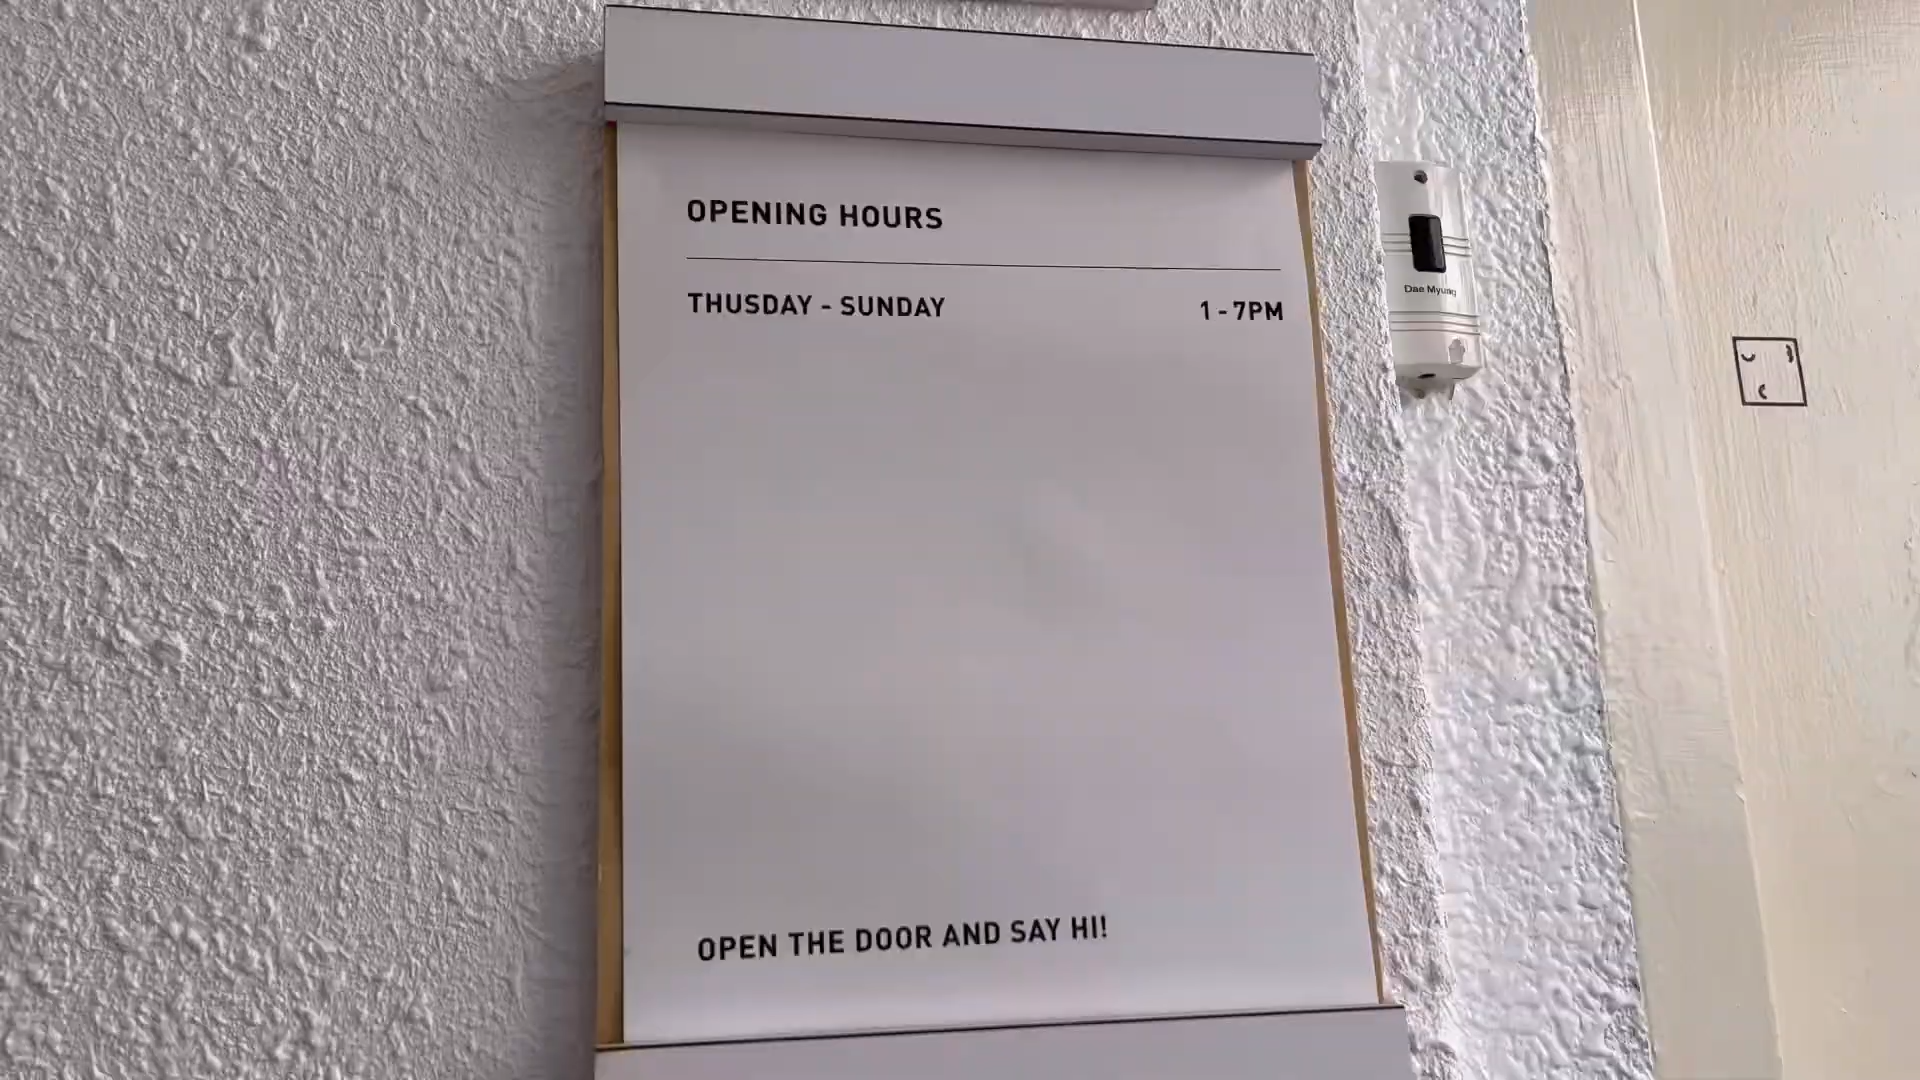 OPENING HOURS
THUSDAY - SUNDAY 1 - 7PM
Dae Myung
OPEN THE DOOR AND SAY HI!